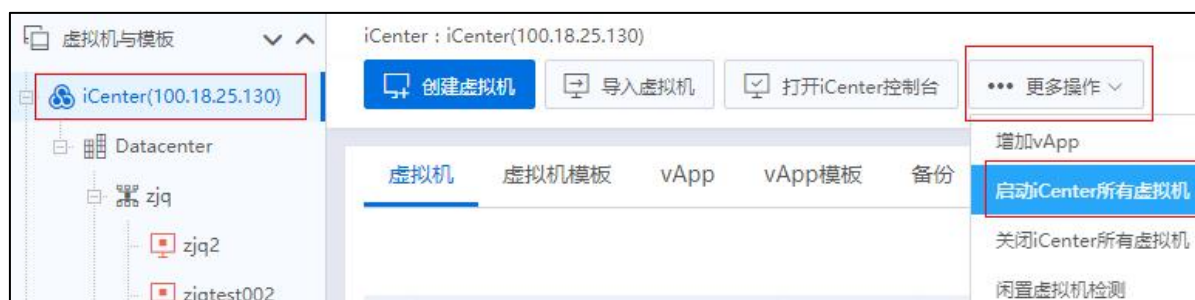 虚拟机与模板
iCenter(100.18.25.130)
Datacenter
zjq
zjq2
zjqtest002
iCenter : iCenter(100.18.25.130)
创建虚拟机 导入虚拟机 打开iCenter控制台 ••• 更多操作
虚拟机 虚拟机模板 vApp vApp模板 备份
增加vApp
启动iCenter所有虚拟机
关闭iCenter所有虚拟机
闲置虚拟机检测